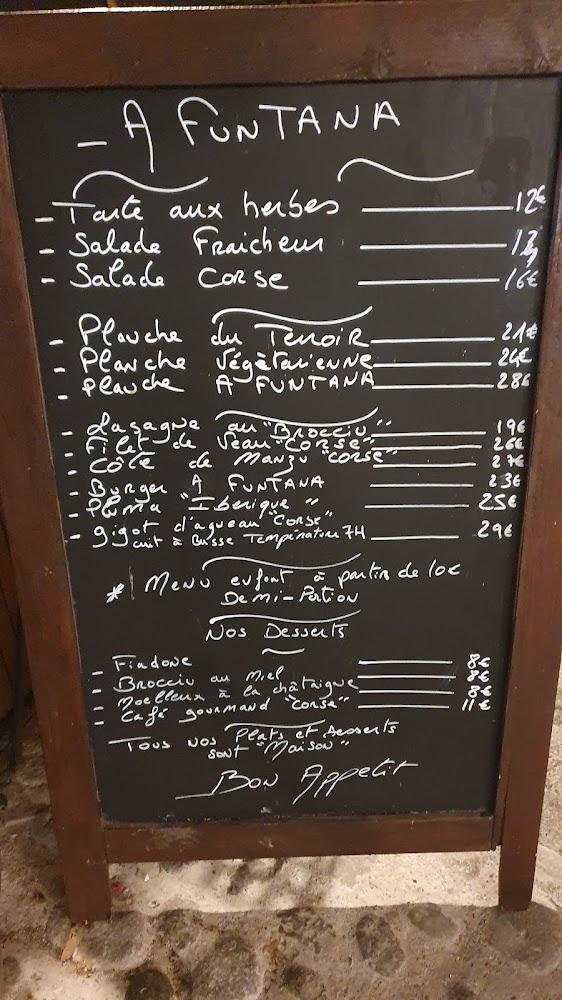 - A FUNTANA
- Tarte aux herbes 12€
- Salade Fraicheur
- Salade Corse 16€
- Planche du Terroir 21€
- Planche Végètarienne 24€
- Planche A FUNTANA 28€
- Lasagne au "Brocciu" 19€
- Filet de Veau "CORSE" 26€
- Côte de Manzu "CORSE" 27€
- Burger A FUNTANA 23€
- Pluma "Iberique" 25€
- Gigot d'agneau "Corse" 29€
cuit à Basse Température 7H
* Menu enfant à partir de 10€
Demi-Portion
Nos Desserts
- Fiadone 8€
- Brocciu au Miel 8€
- Moelleux à la châtaigne 8€
- Café gourmand "Corse" 11€
Tous nos Plats et desserts
sont "Maison"
Bon Appetit